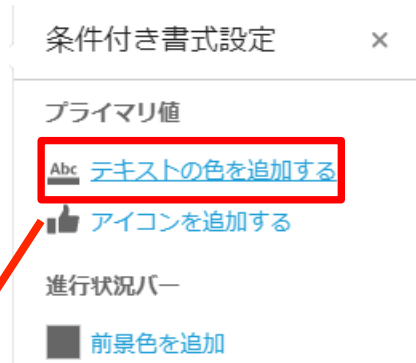 条件付き書式設定 ×
プライマリ値
Abc テキストの色を追加する
アイコンを追加する
進行状況バー
前景色を追加